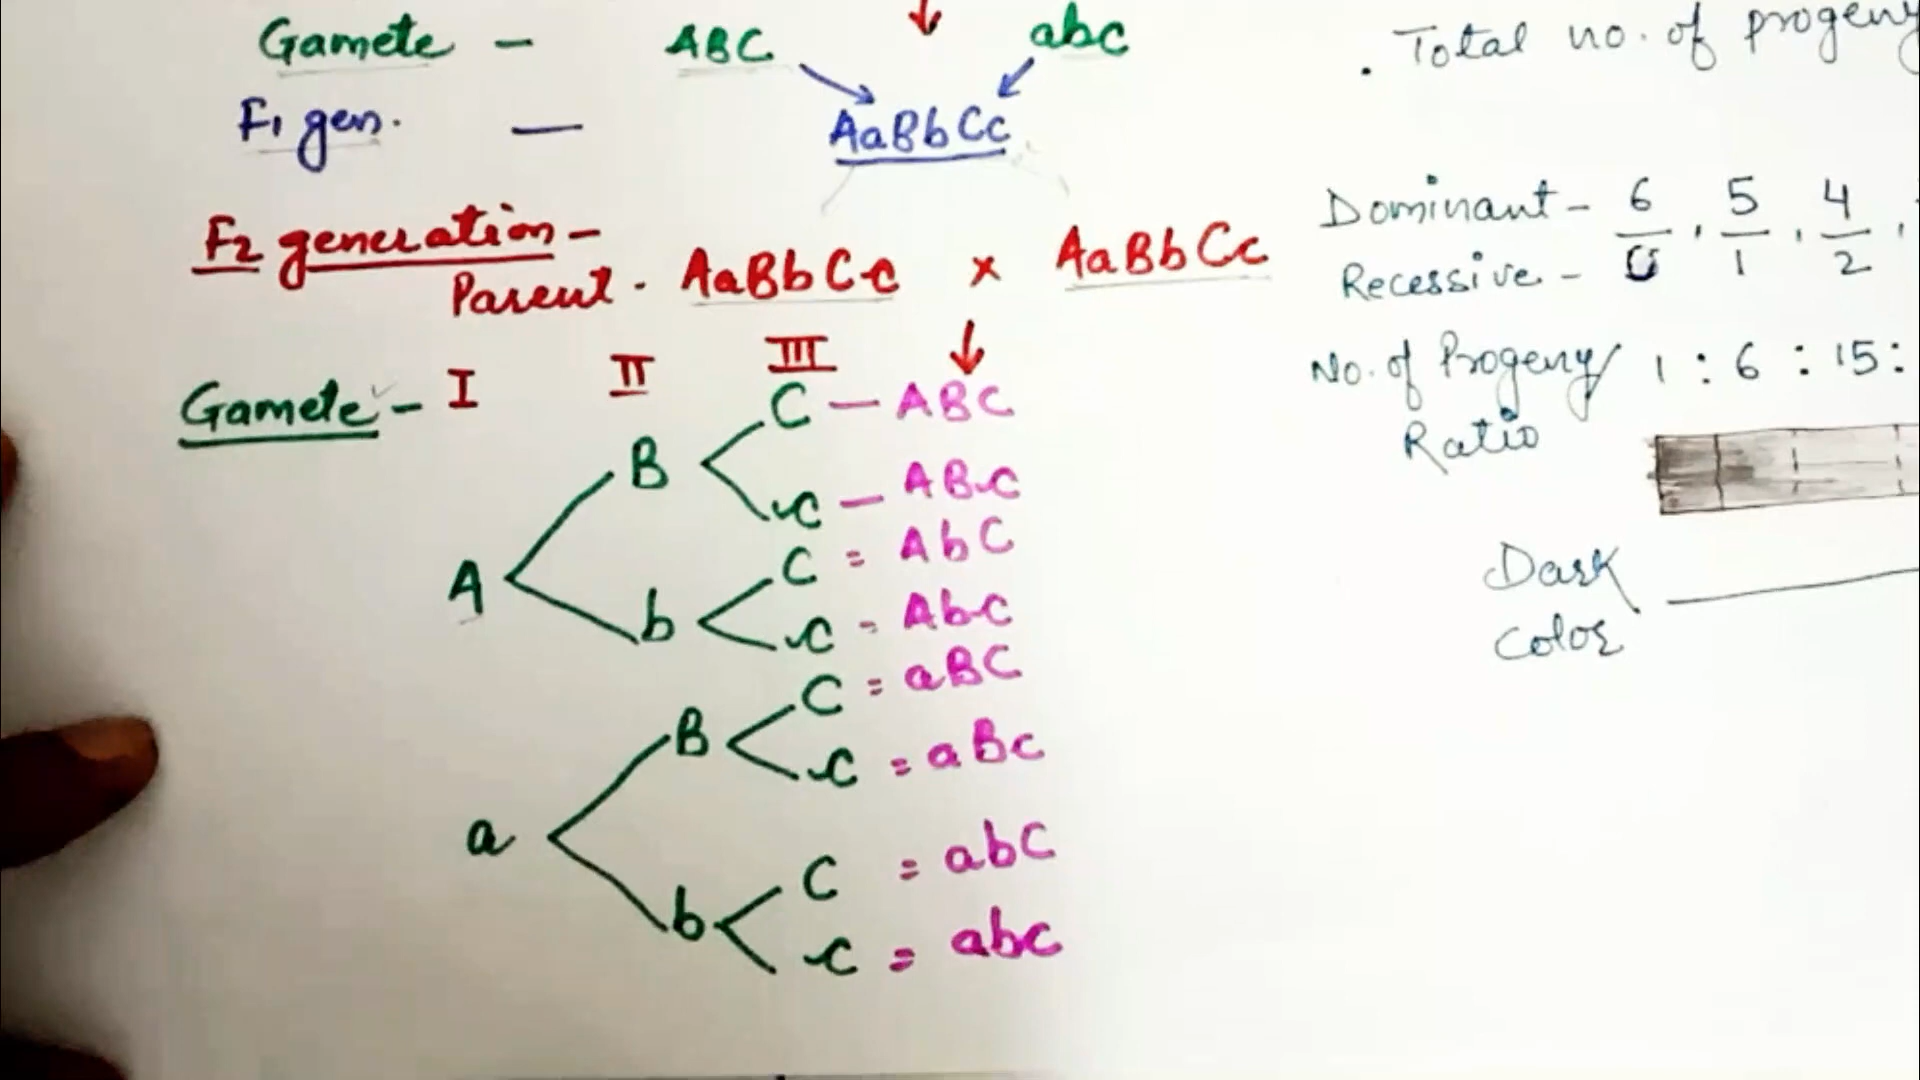 Gamete - ABC abc
F1 gen. — AaBbCc
F2 generation -
Parent. AaBbCc x AaBbCc
Gamete - I II III
C - ABC
B
c - ABc
C = AbC
A
b
c - Abc
C = aBC
B
c = aBc
a
C = abC
b
c = abc
. Total no. of progeny
Dominant - 6 , 5 , 4 ,
Recessive - 0 1 2
No. of Progeny 1 : 6 : 15 :
Ratio
Dark
Color